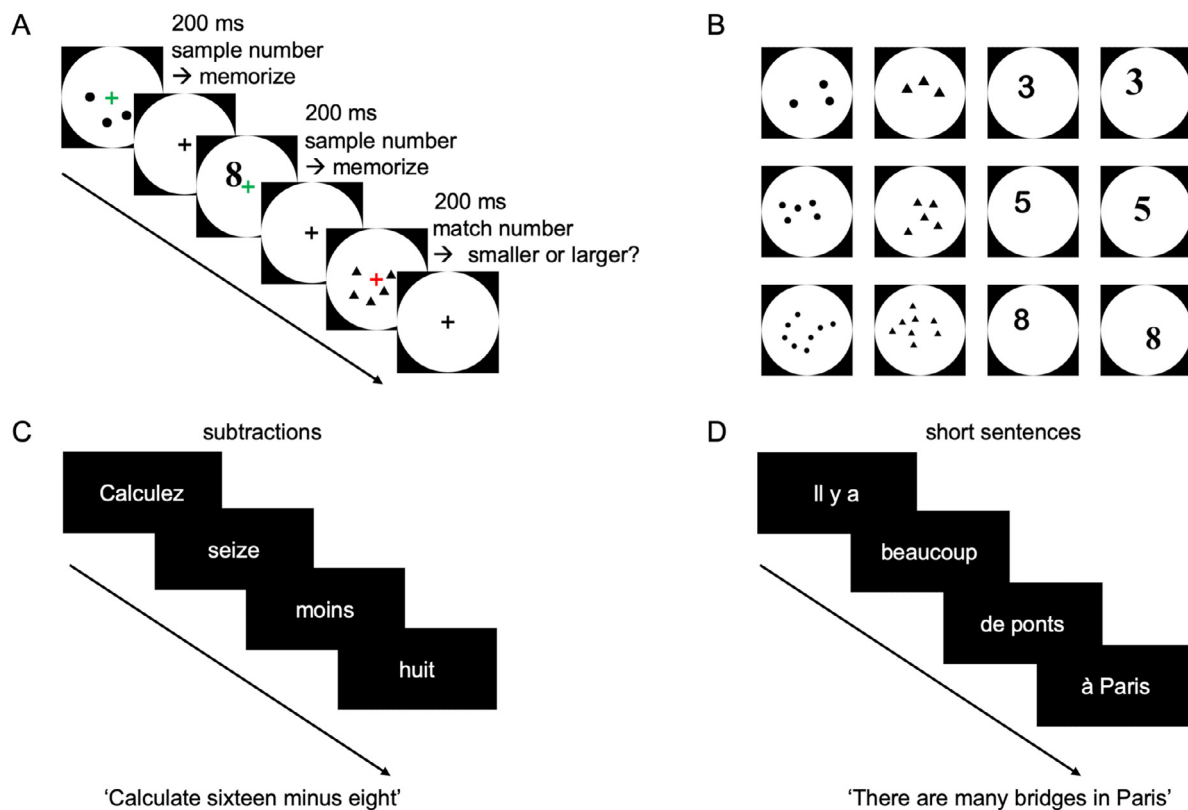 A
200 ms
sample number
→ memorize
200 ms
sample number
→ memorize
8
200 ms
match number
→ smaller or larger?
B
3 3
5 5
8 8
C
subtractions
Calculez
seize
moins
huit
‘Calculate sixteen minus eight’
D
short sentences
Il y a
beaucoup
de ponts
à Paris
‘There are many bridges in Paris’